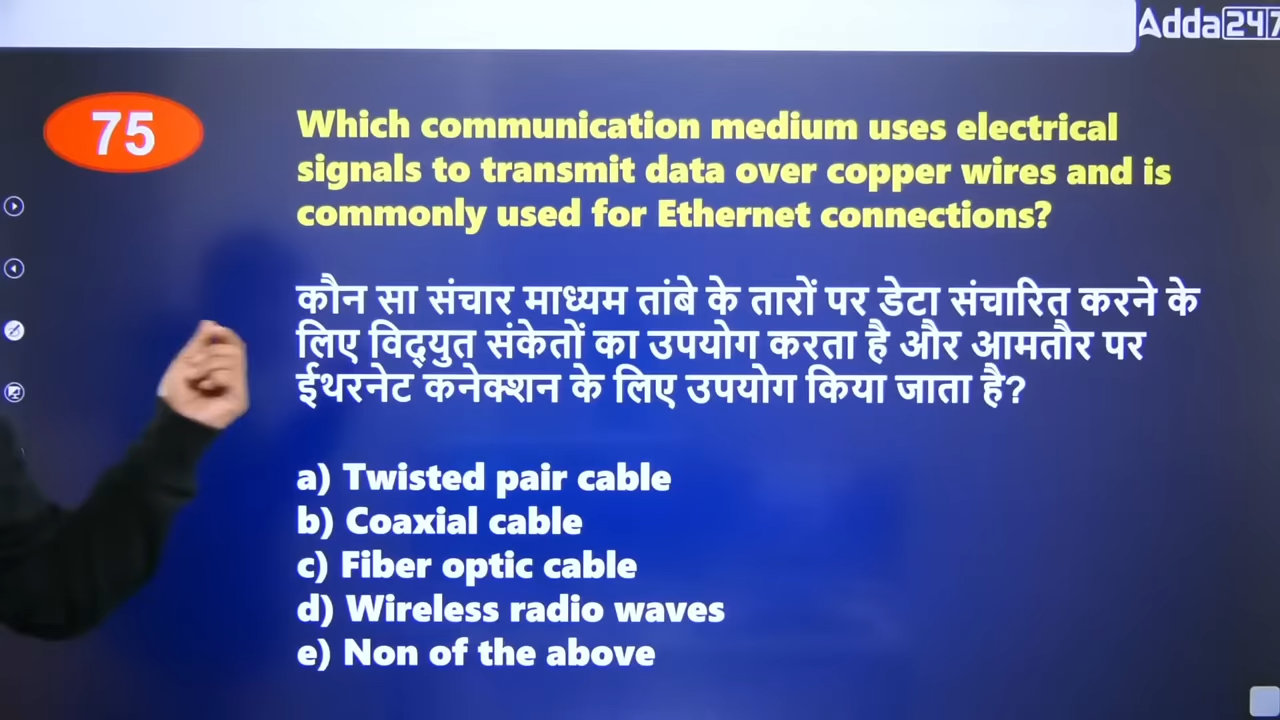 Adda247
75
Which communication medium uses electrical
signals to transmit data over copper wires and is
commonly used for Ethernet connections?
कौन सा संचार माध्यम तांबे के तारों पर डेटा संचारित करने के
लिए विद्युत संकेतों का उपयोग करता है और आमतौर पर
ईथरनेट कनेक्शन के लिए उपयोग किया जाता है?
a) Twisted pair cable
b) Coaxial cable
c) Fiber optic cable
d) Wireless radio waves
e) Non of the above